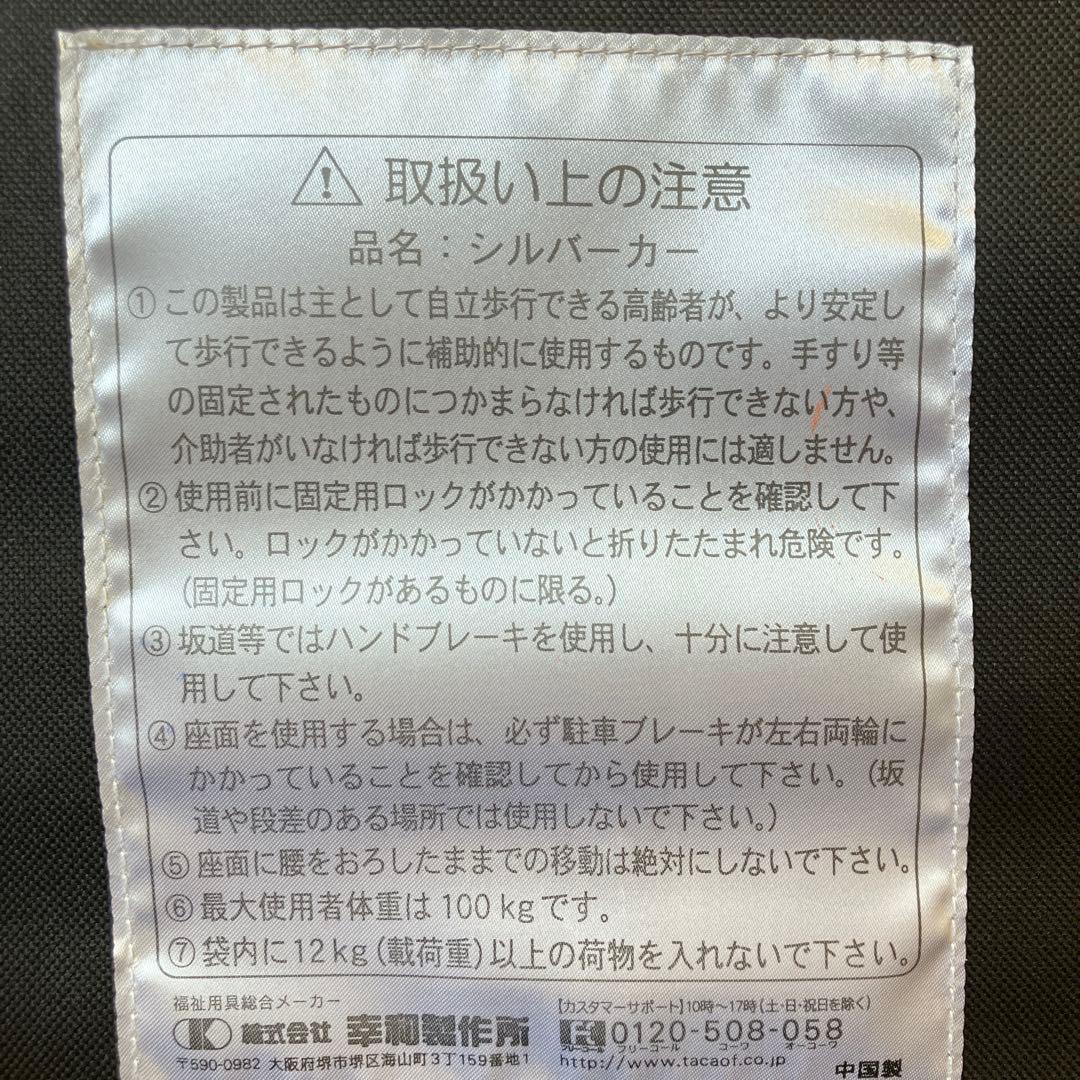 取扱い上の注意
品名：シルバーカー
①この製品は主として自立歩行できる高齢者が、より安定し
て歩行できるように補助的に使用するものです。手すり等
の固定されたものにつかまらなければ歩行できない方や、
介助者がいなければ歩行できない方の使用には適しません。
②使用前に固定用ロックがかかっていることを確認して下
さい。ロックがかかっていないと折りたたまれ危険です。
(固定用ロックがあるものに限る。)
③坂道等ではハンドブレーキを使用し、十分に注意して使
用して下さい。
④座面を使用する場合は、必ず駐車ブレーキが左右両輪に
かかっていることを確認してから使用して下さい。(坂
道や段差のある場所では使用しないで下さい。)
⑤座面に腰をおろしたままでの移動は絶対にしないで下さい。
⑥最大使用者体重は100kgです。
⑦袋内に12kg(載荷重)以上の荷物を入れないで下さい。
福祉用具総合メーカー
株式会社 幸和製作所
〒590-0982 大阪府堺市堺区海山町3丁159番地1
【カスタマーサポート】10時〜17時(土・日・祝日を除く)
0120-508-058
フリーコール フリーコール コーワ オーコーワ
http://www.tacaof.co.jp
中国製